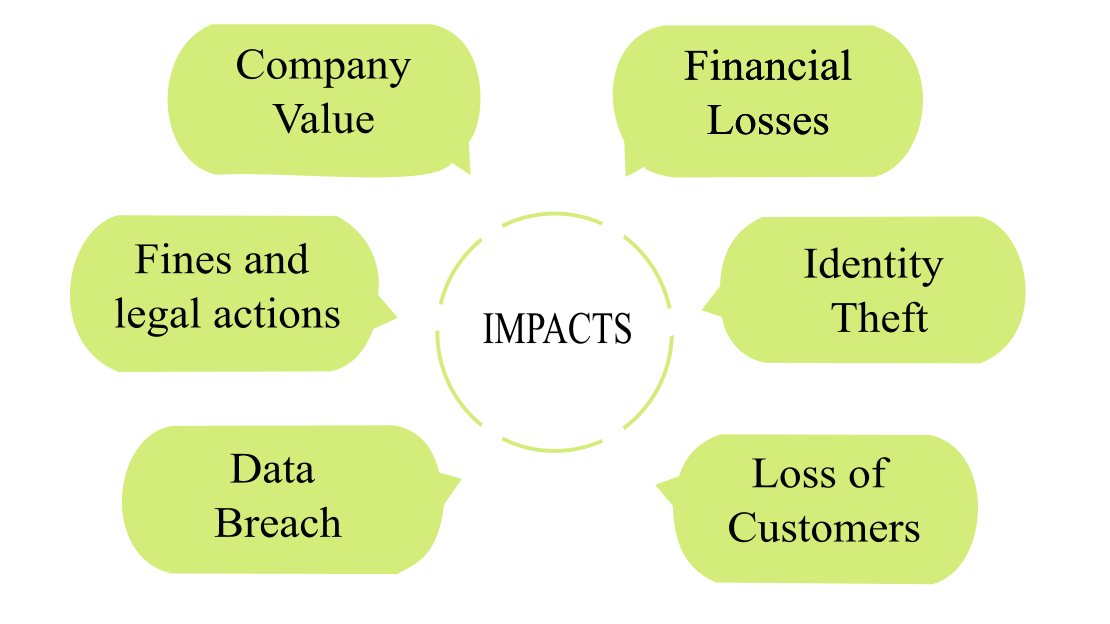 Company
Value
Financial
Losses
Fines and
legal actions
Identity
Theft
IMPACTS
Data
Breach
Loss of
Customers